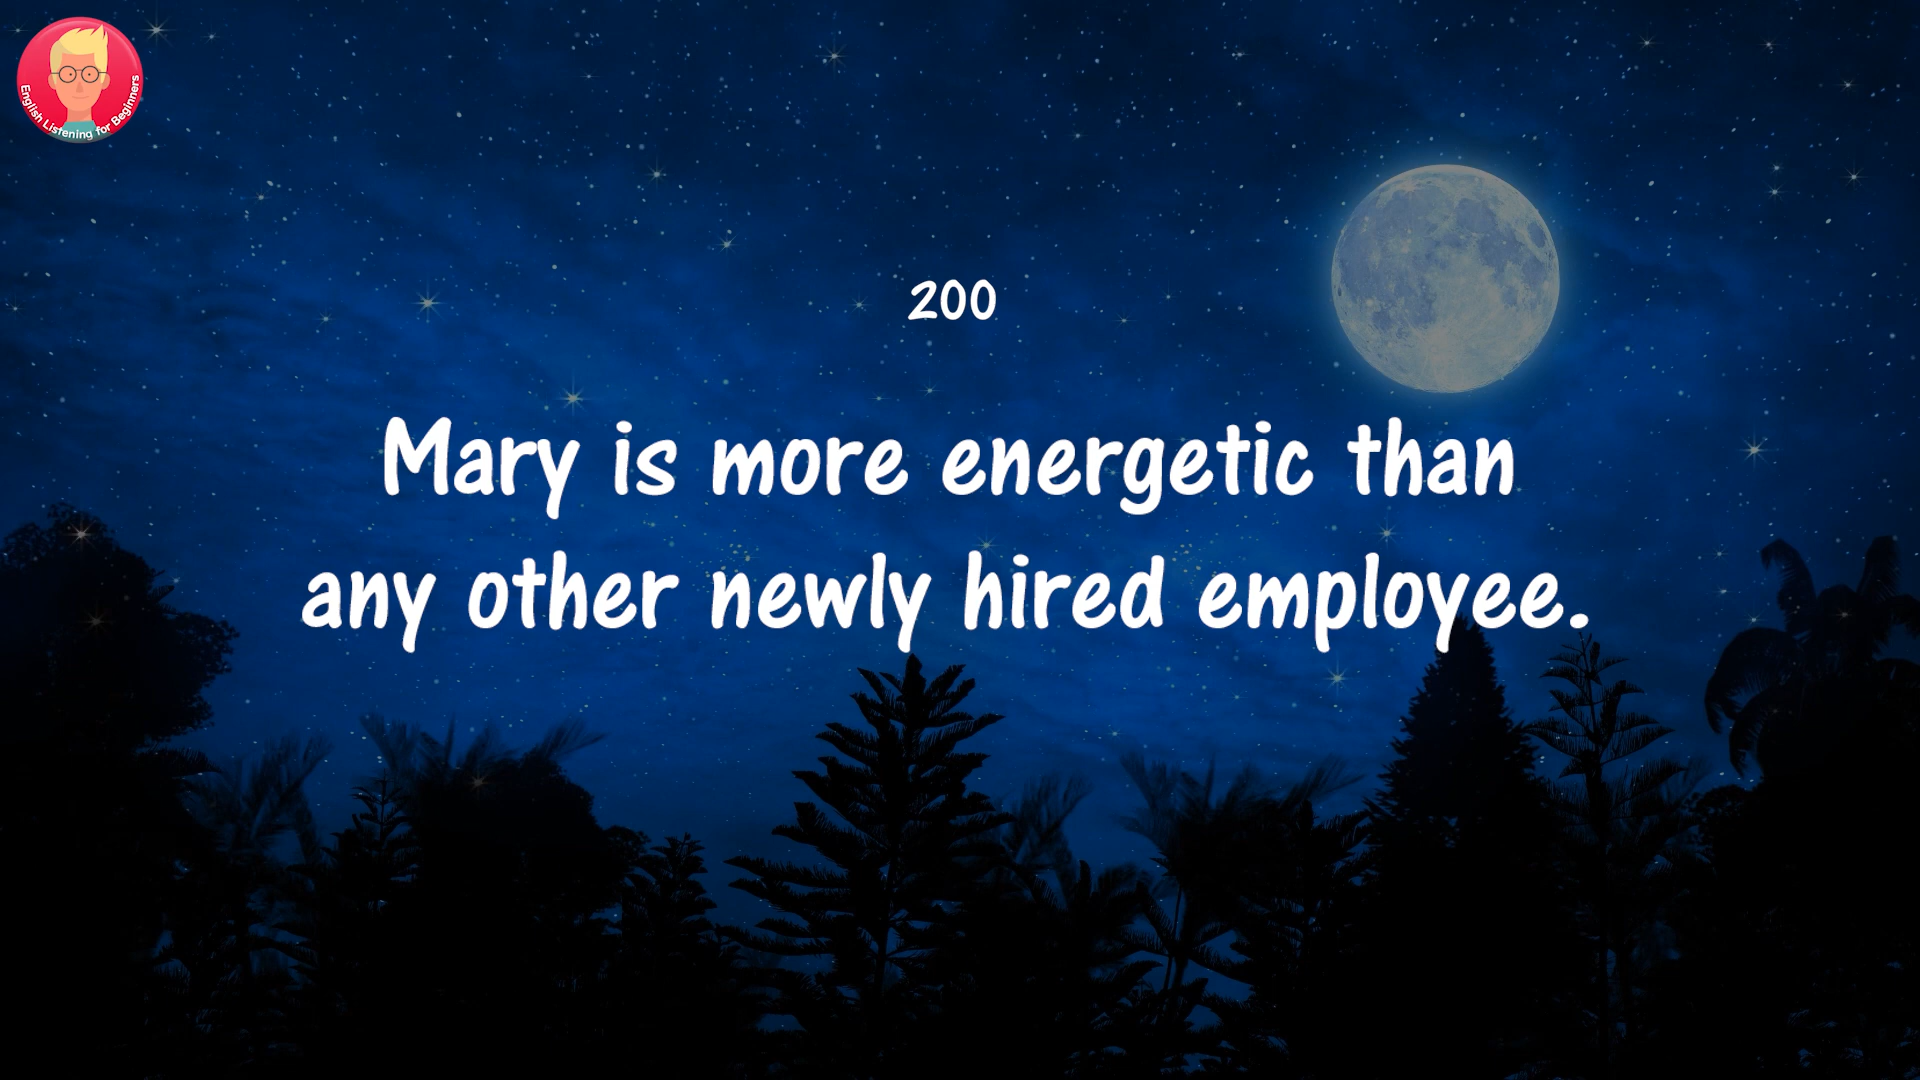 English Listening for Beginners
200
Mary is more energetic than
any other newly hired employee.